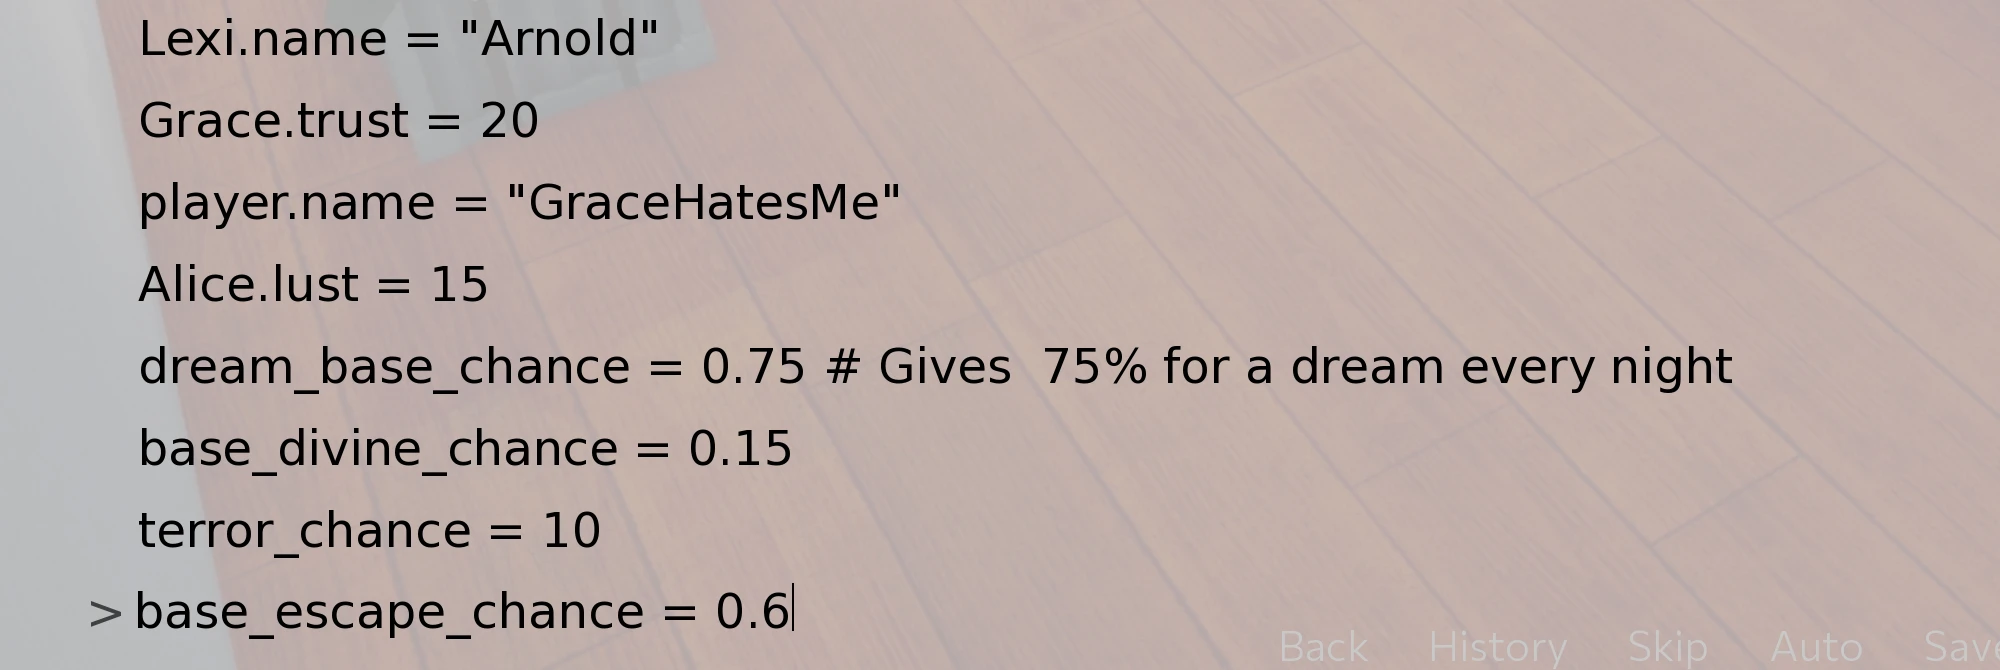 Lexi.name = "Arnold"
Grace.trust = 20
player.name = "GraceHatesMe"
Alice.lust = 15
dream_base_chance = 0.75 # Gives  75% for a dream every night
base_divine_chance = 0.15
terror_chance = 10
> base_escape_chance = 0.6
Back History Skip Auto Save